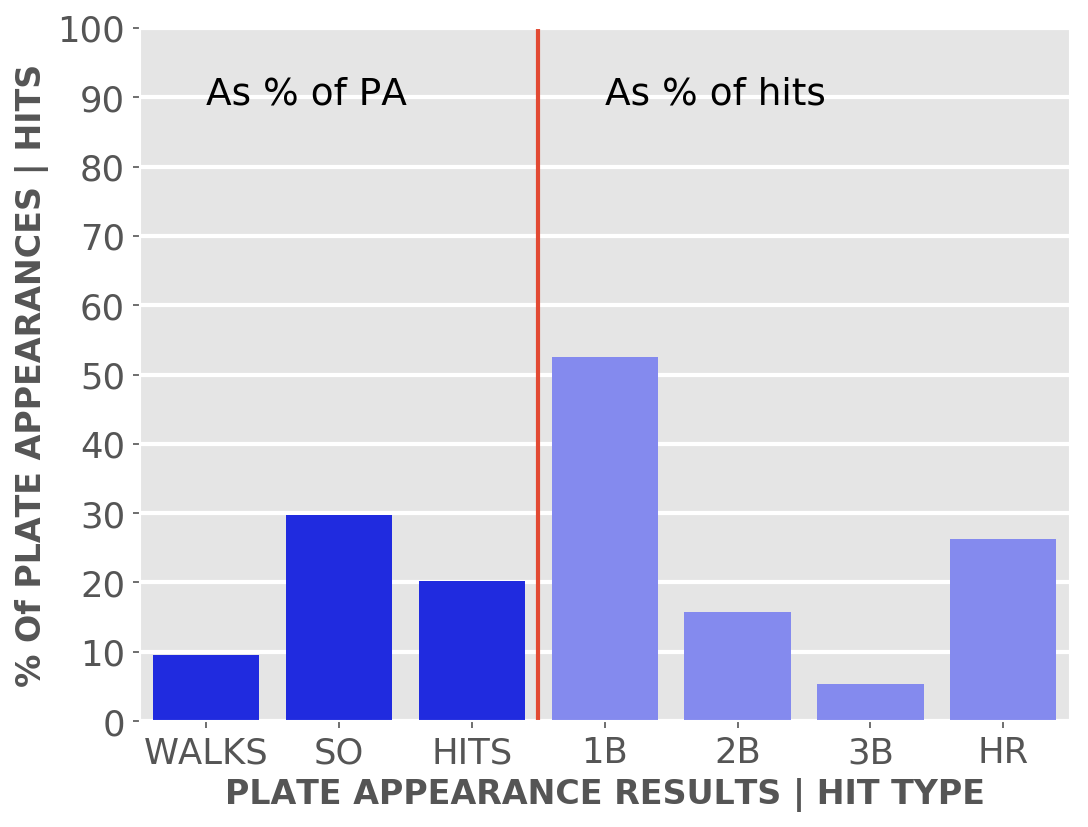 100
90
80
70
60
50
40
30
20
10
0
% Of PLATE APPEARANCES | HITS
As % of PA
As % of hits
WALKS SO HITS 1B 2B 3B HR
PLATE APPEARANCE RESULTS | HIT TYPE